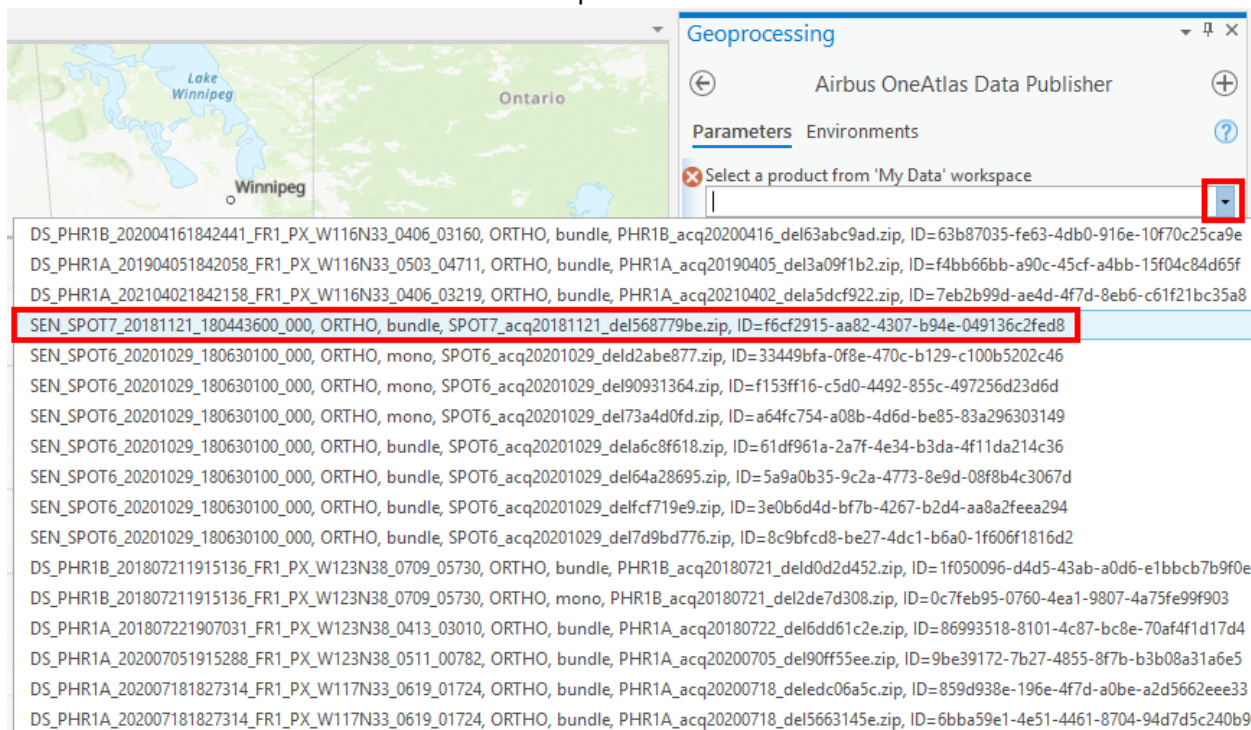 Geoprocessing
Lake
Winnipeg
Ontario
Airbus OneAtlas Data Publisher
Parameters Environments
Winnipeg
Select a product from 'My Data' workspace
DS_PHR1B_202004161842441_FR1_PX_W116N33_0406_03160, ORTHO, bundle, PHR1B_acq20200416_del63abc9ad.zip, ID=63b87035-fe63-4db0-916e-10f70c25ca9e
DS_PHR1A_201904051842058_FR1_PX_W116N33_0503_04711, ORTHO, bundle, PHR1A_acq20190405_del3a09f1b2.zip, ID=f4bb66bb-a90c-45cf-a4bb-15f04c84d65f
DS_PHR1A_202104021842158_FR1_PX_W116N33_0406_03219, ORTHO, bundle, PHR1A_acq20210402_dela5dcf922.zip, ID=7eb2b99d-ae4d-4f7d-8eb6-c61f21bc35a8
SEN_SPOT7_20181121_180443600_000, ORTHO, bundle, SPOT7_acq20181121_del568779be.zip, ID=f6cf2915-aa82-4307-b94e-049136c2fed8
SEN_SPOT6_20201029_180630100_000, ORTHO, mono, SPOT6_acq20201029_deld2abe877.zip, ID=33449bfa-0f8e-470c-b129-c100b5202c46
SEN_SPOT6_20201029_180630100_000, ORTHO, mono, SPOT6_acq20201029_del90931364.zip, ID=f153ff16-c5d0-4492-855c-497256d23d6d
SEN_SPOT6_20201029_180630100_000, ORTHO, mono, SPOT6_acq20201029_del73a4d0fd.zip, ID=a64fc754-a08b-4d6d-be85-83a296303149
SEN_SPOT6_20201029_180630100_000, ORTHO, bundle, SPOT6_acq20201029_dela6c8f618.zip, ID=61df961a-2a7f-4e34-b3da-4f11da214c36
SEN_SPOT6_20201029_180630100_000, ORTHO, bundle, SPOT6_acq20201029_del64a28695.zip, ID=5a9a0b35-9c2a-4773-8e9d-08f8b4c3067d
SEN_SPOT6_20201029_180630100_000, ORTHO, bundle, SPOT6_acq20201029_delfcf719e9.zip, ID=3e0b6d4d-bf7b-4267-b2d4-aa8a2feea294
SEN_SPOT6_20201029_180630100_000, ORTHO, bundle, SPOT6_acq20201029_del7d9bd776.zip, ID=8c9bfcd8-be27-4dc1-b6a0-1f606f1816d2
DS_PHR1B_201807211915136_FR1_PX_W123N38_0709_05730, ORTHO, bundle, PHR1B_acq20180721_deld0d2d452.zip, ID=1f050096-d4d5-43ab-a0d6-e1bbcb7b9f0e
DS_PHR1B_201807211915136_FR1_PX_W123N38_0709_05730, ORTHO, mono, PHR1B_acq20180721_del2de7d308.zip, ID=0c7feb95-0760-4ea1-9807-4a75fe99f903
DS_PHR1A_201807221907031_FR1_PX_W123N38_0413_03010, ORTHO, bundle, PHR1A_acq20180722_del6dd61c2e.zip, ID=86993518-8101-4c87-bc8e-70af4f1d17d4
DS_PHR1A_202007051915288_FR1_PX_W123N38_0511_00782, ORTHO, bundle, PHR1A_acq20200705_del90ff55ee.zip, ID=9be39172-7b27-4855-8f7b-b3b08a31a6e5
DS_PHR1A_202007181827314_FR1_PX_W117N33_0619_01724, ORTHO, bundle, PHR1A_acq20200718_deledc06a5c.zip, ID=859d938e-196e-4f7d-a0be-a2d5662eee33
DS_PHR1A_202007181827314_FR1_PX_W117N33_0619_01724, ORTHO, bundle, PHR1A_acq20200718_del5663145e.zip, ID=6bba59e1-4e51-4461-8704-94d7d5c240b9